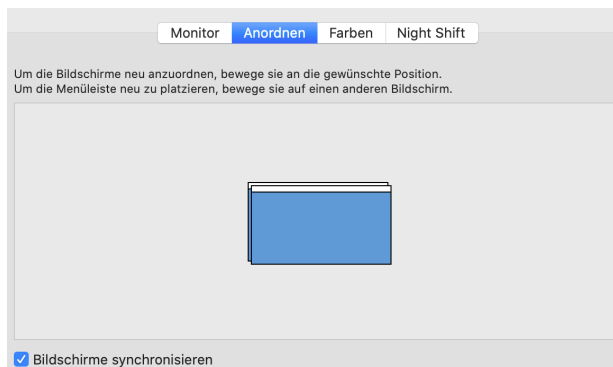 Monitor Anordnen Farben Night Shift
Um die Bildschirme neu anzuordnen, bewege sie an die gewünschte Position.
Um die Menüleiste neu zu platzieren, bewege sie auf einen anderen Bildschirm.
Bildschirme synchronisieren